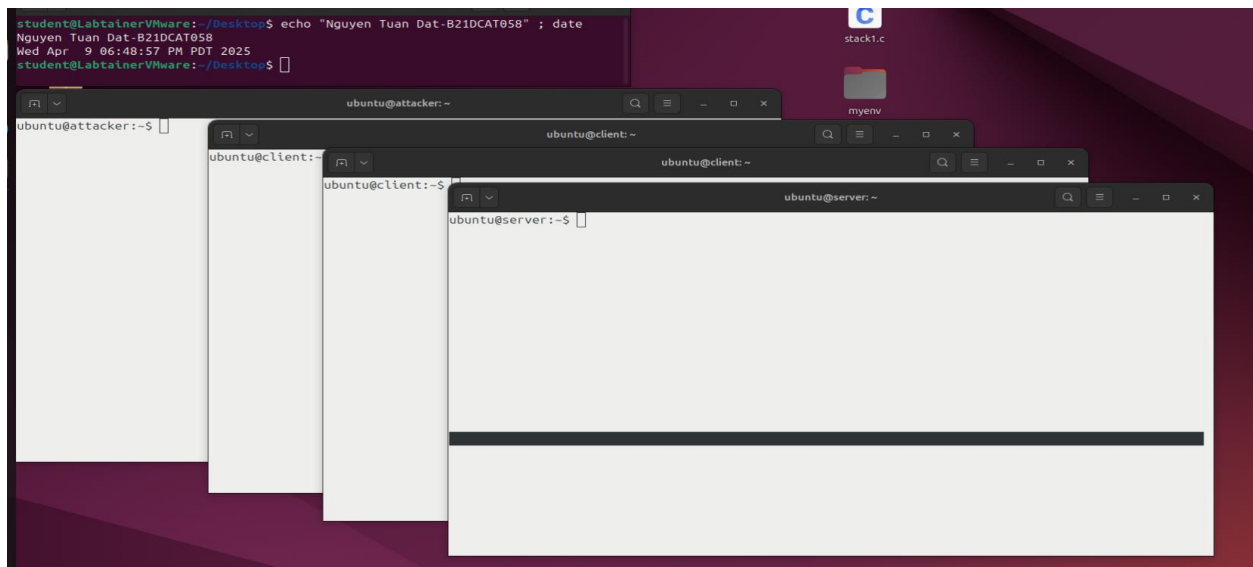 student@LabtainerVMware:~/Desktop$ echo "Nguyen Tuan Dat-B21DCAT058" ; date
Nguyen Tuan Dat-B21DCAT058
Wed Apr  9 06:48:57 PM PDT 2025
student@LabtainerVMware:~/Desktop$
C
stack1.c
myenv
ubuntu@attacker: ~
ubuntu@attacker:~$
ubuntu@client: ~
ubuntu@client:~
ubuntu@client: ~
ubuntu@client:~$
ubuntu@server: ~
ubuntu@server:~$